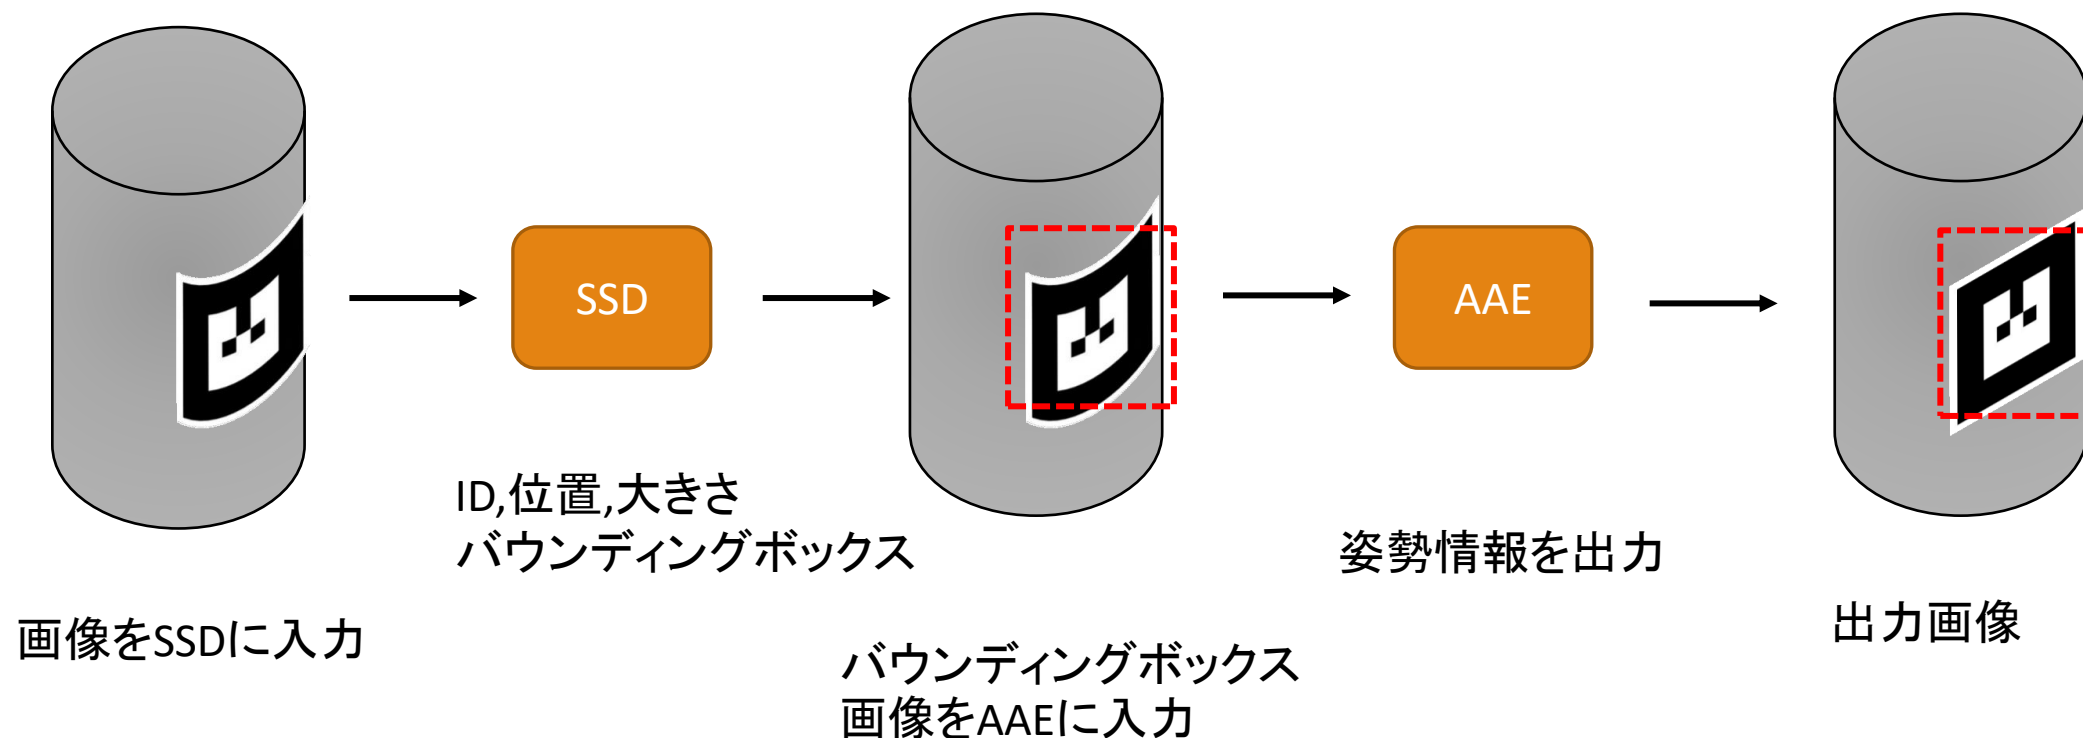 画像をSSDに入力
SSD
ID,位置,大きさ
バウンディングボックス
バウンディングボックス
画像をAAEに入力
AAE
姿勢情報を出力
出力画像